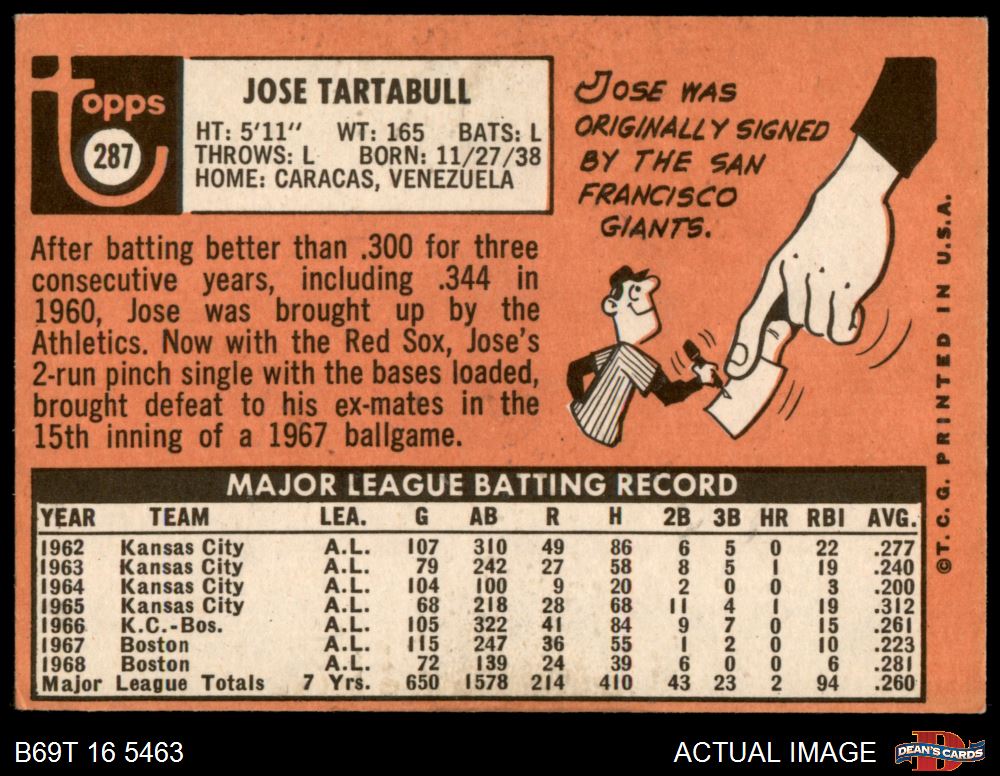 topps
287
JOSE TARTABULL
HT: 5'11" WT: 165 BATS: L
THROWS: L BORN: 11/27/38
HOME: CARACAS, VENEZUELA
JOSE WAS
ORIGINALLY SIGNED
BY THE SAN
FRANCISCO
GIANTS.
After batting better than .300 for three
consecutive years, including .344 in
1960, Jose was brought up by the
Athletics. Now with the Red Sox, Jose's
2-run pinch single with the bases loaded,
brought defeat to his ex-mates in the
15th inning of a 1967 ballgame.
MAJOR LEAGUE BATTING RECORD
YEAR TEAM LEA. G AB R H 2B 3B HR RBI AVG.
1962 Kansas City A.L. 107 310 49 86 6 5 0 22 .277
1963 Kansas City A.L. 79 242 27 58 8 5 1 19 .240
1964 Kansas City A.L. 104 100 9 20 2 0 0 3 .200
1965 Kansas City A.L. 68 218 28 68 11 4 1 19 .312
1966 K.C.-Bos. A.L. 105 322 41 84 9 7 0 15 .261
1967 Boston A.L. 115 247 36 55 1 2 0 10 .223
1968 Boston A.L. 72 139 24 39 6 0 0 6 .281
Major League Totals 7 Yrs. 650 1578 214 410 43 23 2 94 .260
©T. C. G. PRINTED IN U.S.A.
B69T 16 5463
ACTUAL IMAGE
D
DEAN'S CARDS